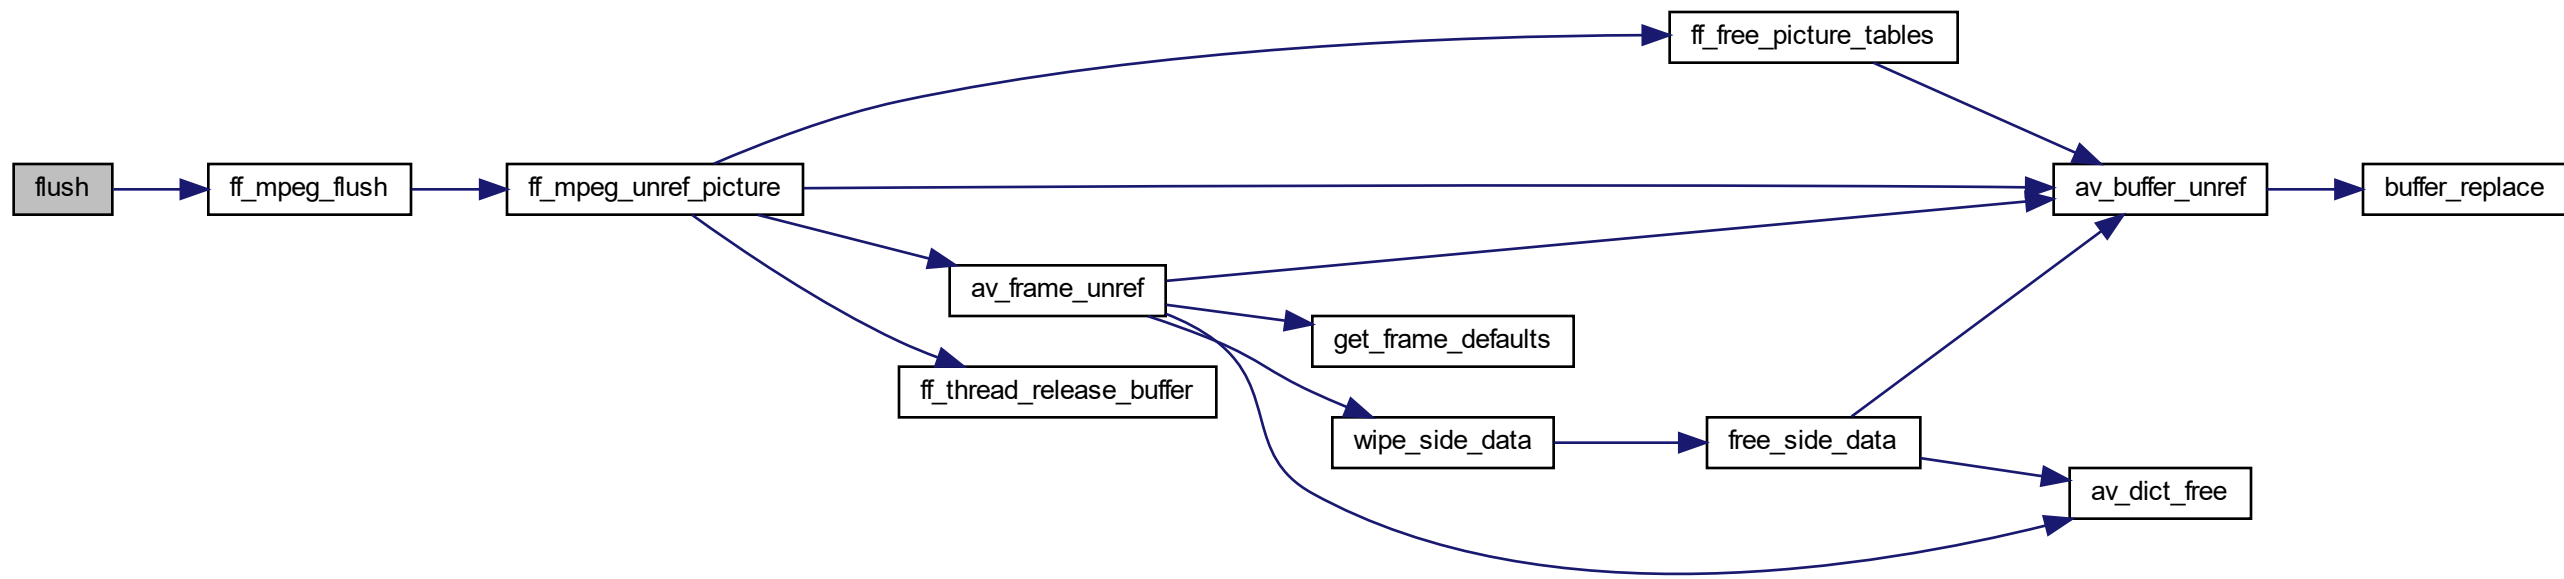 flush
ff_mpeg_flush
ff_mpeg_unref_picture
ff_free_picture_tables
av_buffer_unref
buffer_replace
av_frame_unref
get_frame_defaults
ff_thread_release_buffer
wipe_side_data
free_side_data
av_dict_free